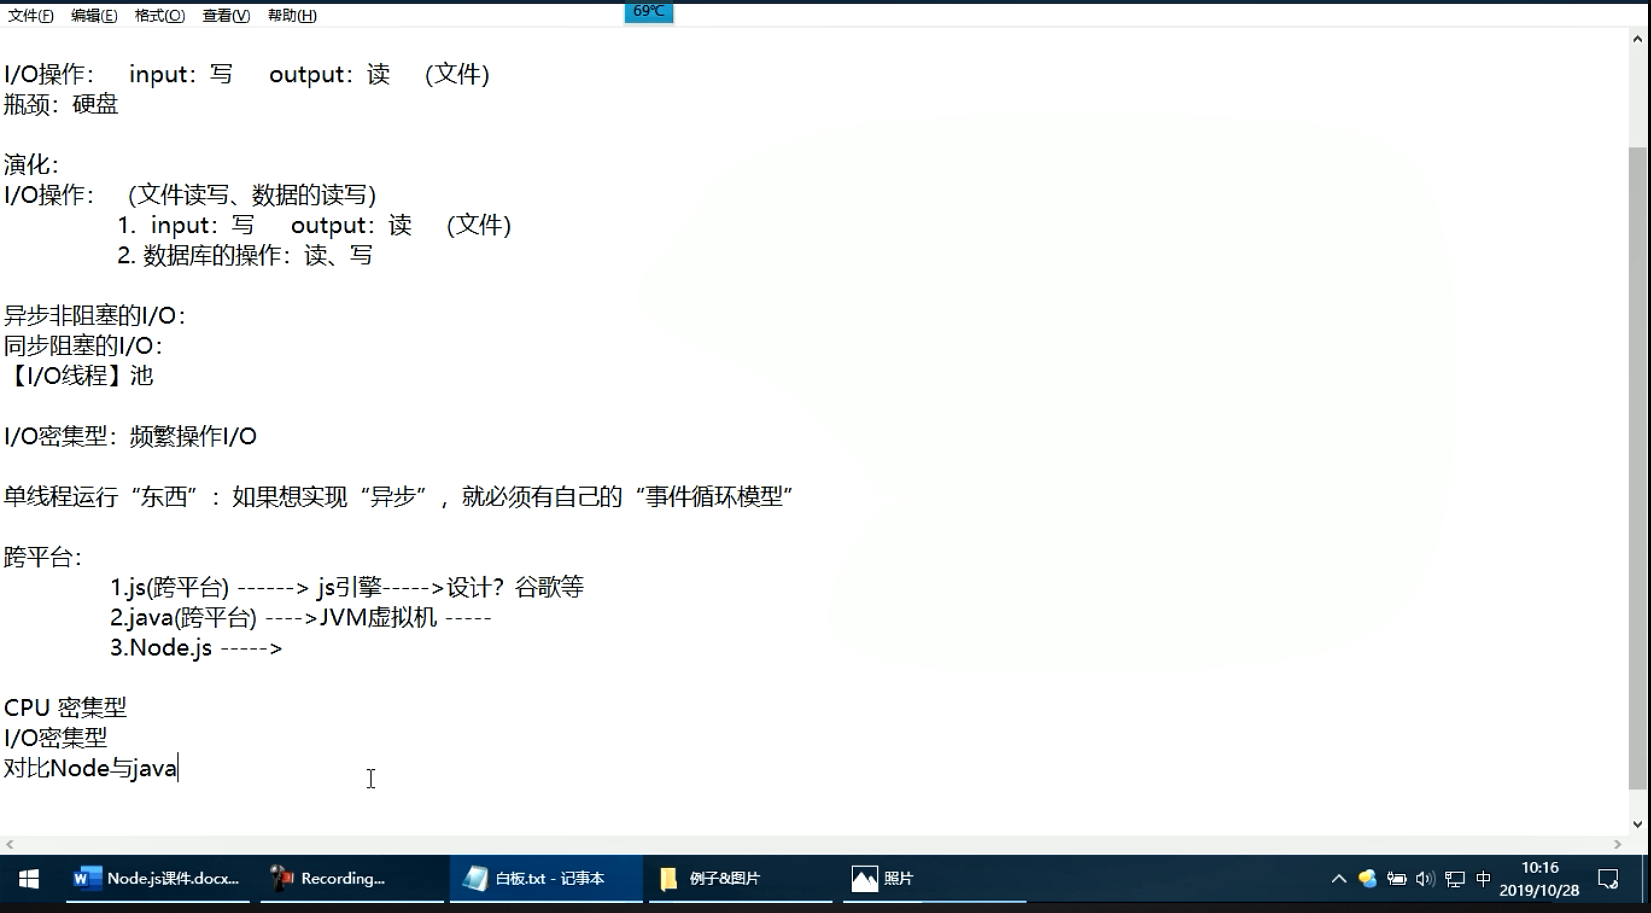 文件(F) 编辑(E) 格式(O) 查看(V) 帮助(H) 69℃
I/O操作： input：写 output：读 (文件)
瓶颈：硬盘
演化：
I/O操作： (文件读写、数据的读写)
1. input：写 output：读 (文件)
2. 数据库的操作：读、写
异步非阻塞的I/O：
同步阻塞的I/O：
【I/O线程】池
I/O密集型：频繁操作I/O
单线程运行“东西”：如果想实现“异步”，就必须有自己的“事件循环模型”
跨平台：
1.js(跨平台) ------> js引擎----->设计？谷歌等
2.java(跨平台) ---->JVM虚拟机 -----
3.Node.js ----->
CPU 密集型
I/O密集型
对比Node与java
Node.js课件.docx... Recording... 白板.txt - 记事本 例子&图片 照片 中 10:16
2019/10/28